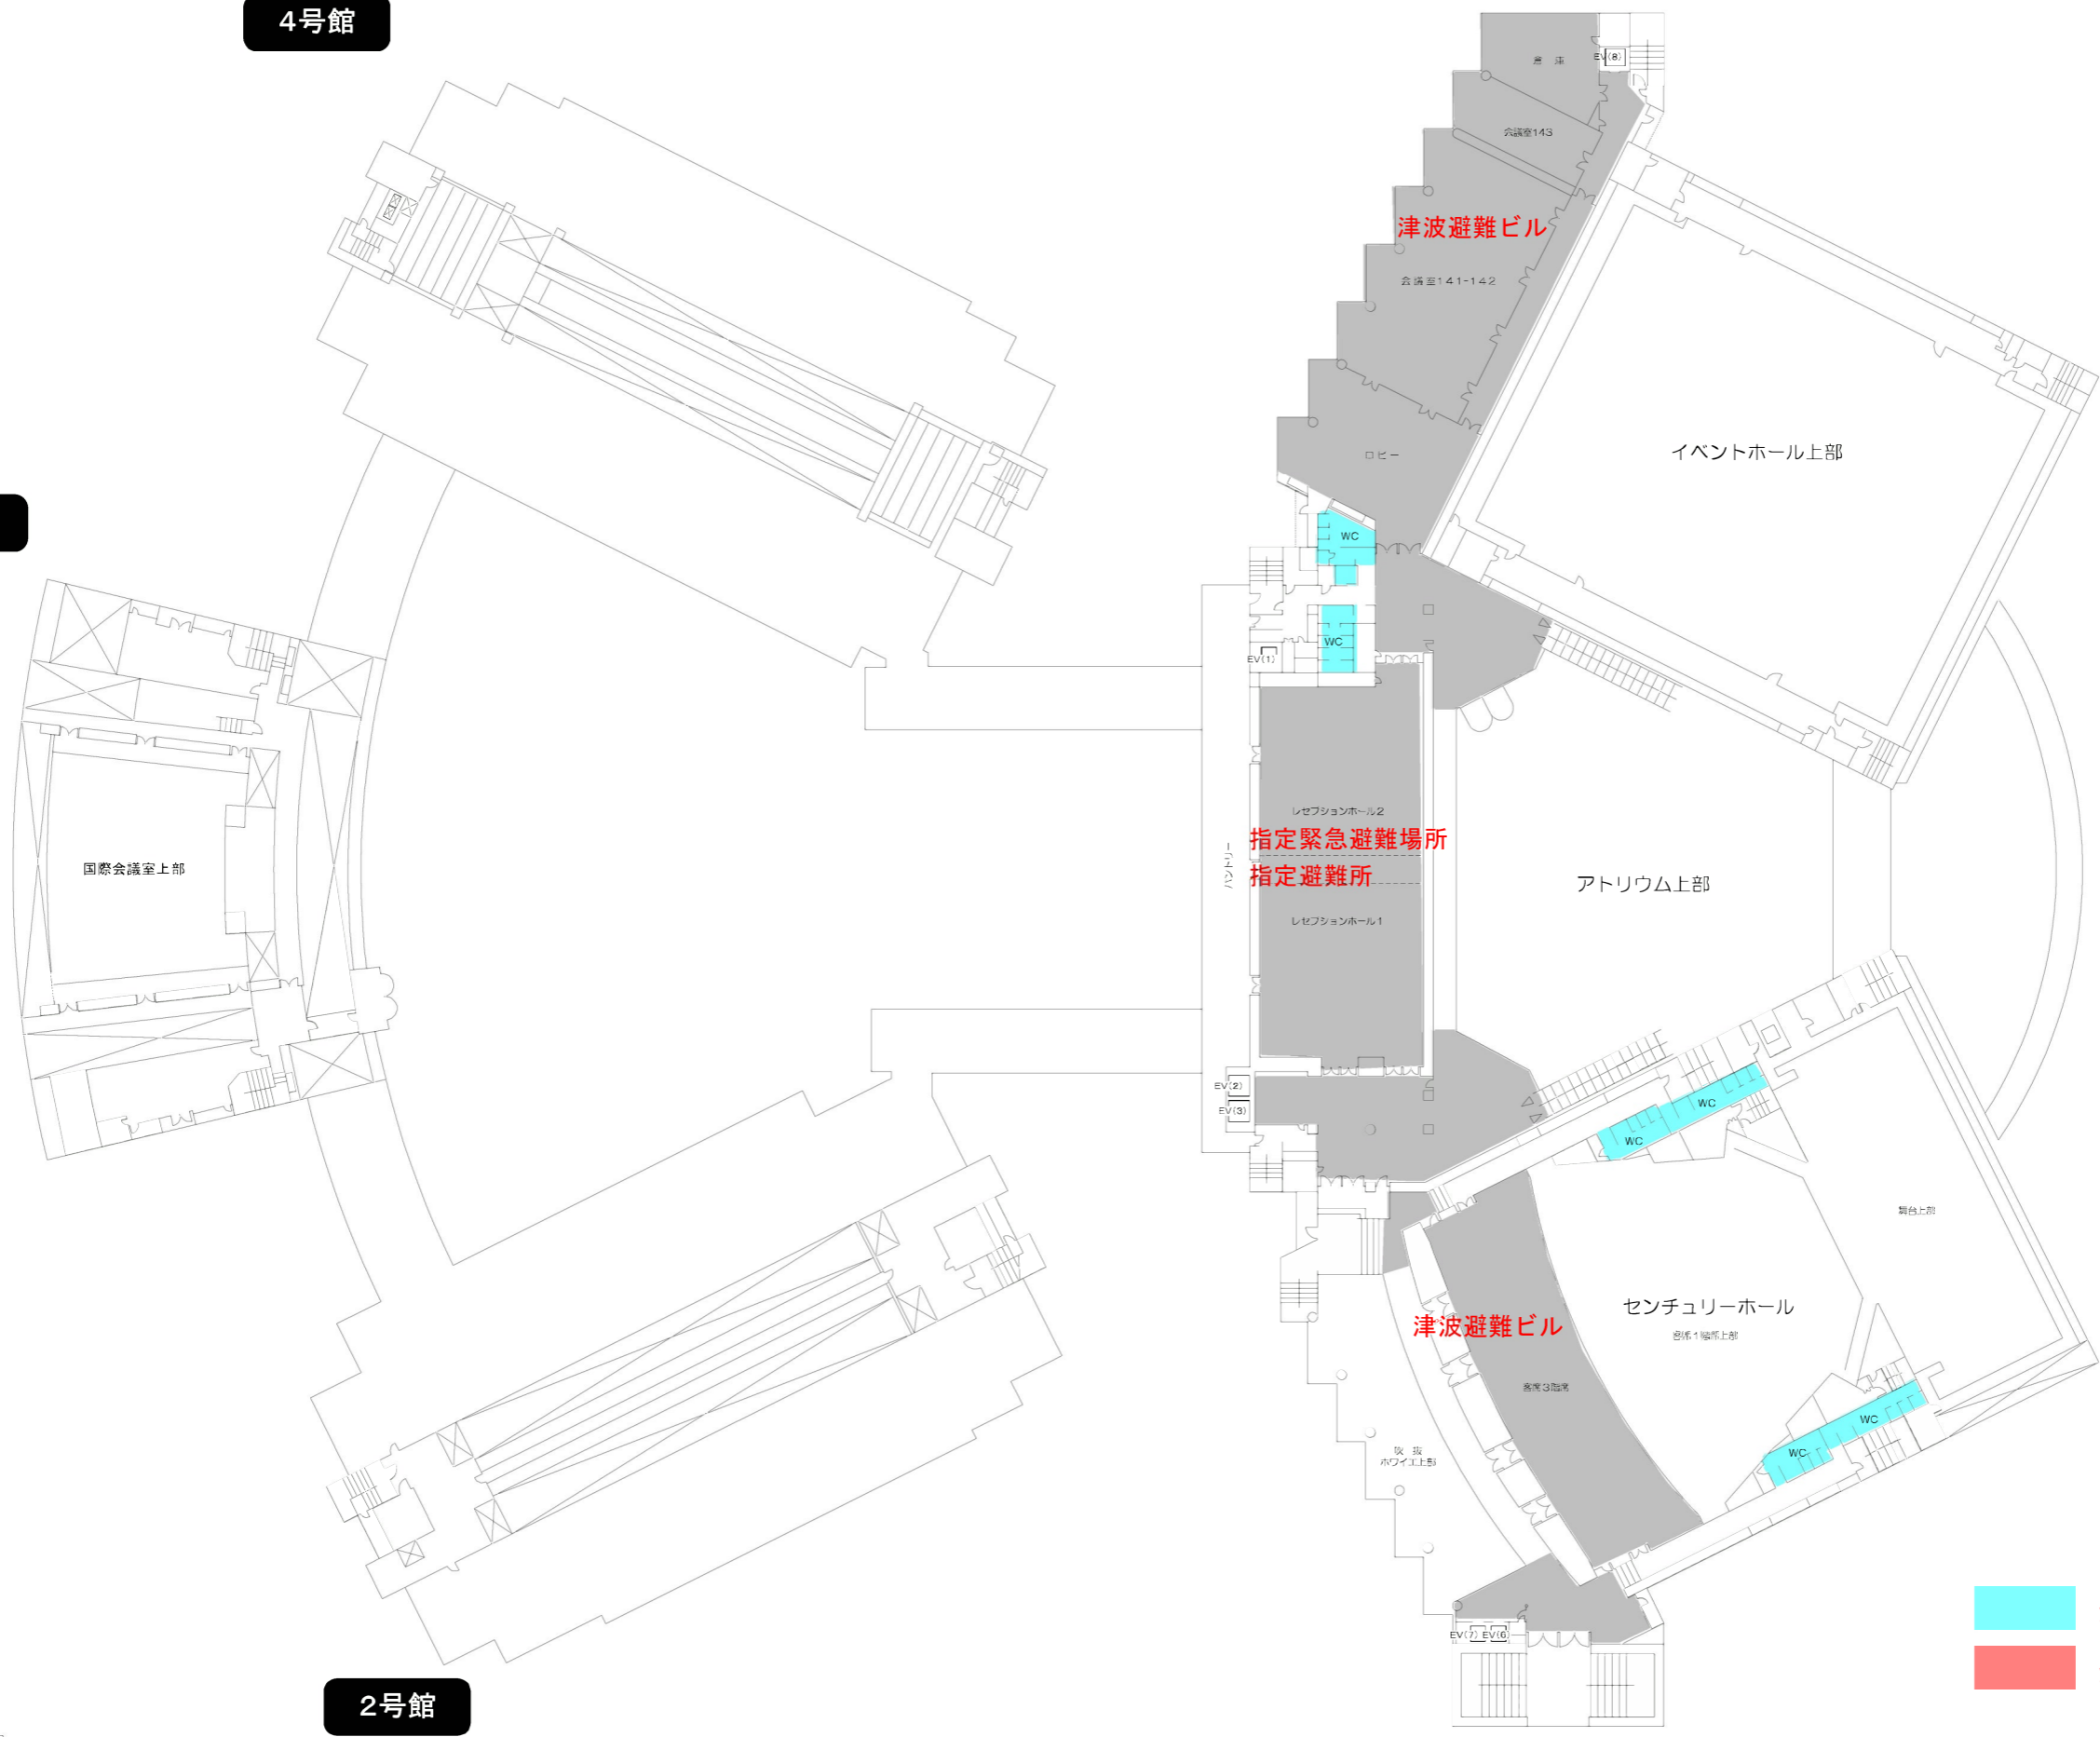 4号館
EV(8)
倉庫
会議室143
津波避難ビル
会議室141-142
イベントホール上部
ロビー
WC
WC
EV(1)
レセプションホール2
指定緊急避難場所
指定避難所
パントリー
国際会議室上部
アトリウム上部
レセプションホール1
EV(2)
EV(3)
WC
WC
舞台上部
センチュリーホール
客席1階席上部
津波避難ビル
客席3階席
WC
WC
吹抜
ホワイエ上部
EV(7) EV(6)
2号館